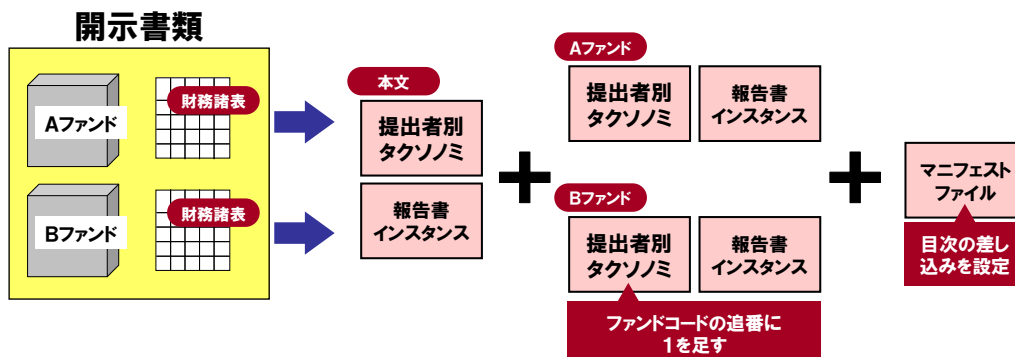 開示書類
Aファンド
財務諸表
Bファンド
財務諸表
本文
提出者別
タクソノミ
報告書
インスタンス
Aファンド
提出者別
タクソノミ
報告書
インスタンス
Bファンド
提出者別
タクソノミ
報告書
インスタンス
ファンドコードの追番に
1を足す
マニフェスト
ファイル
目次の差し
込みを設定